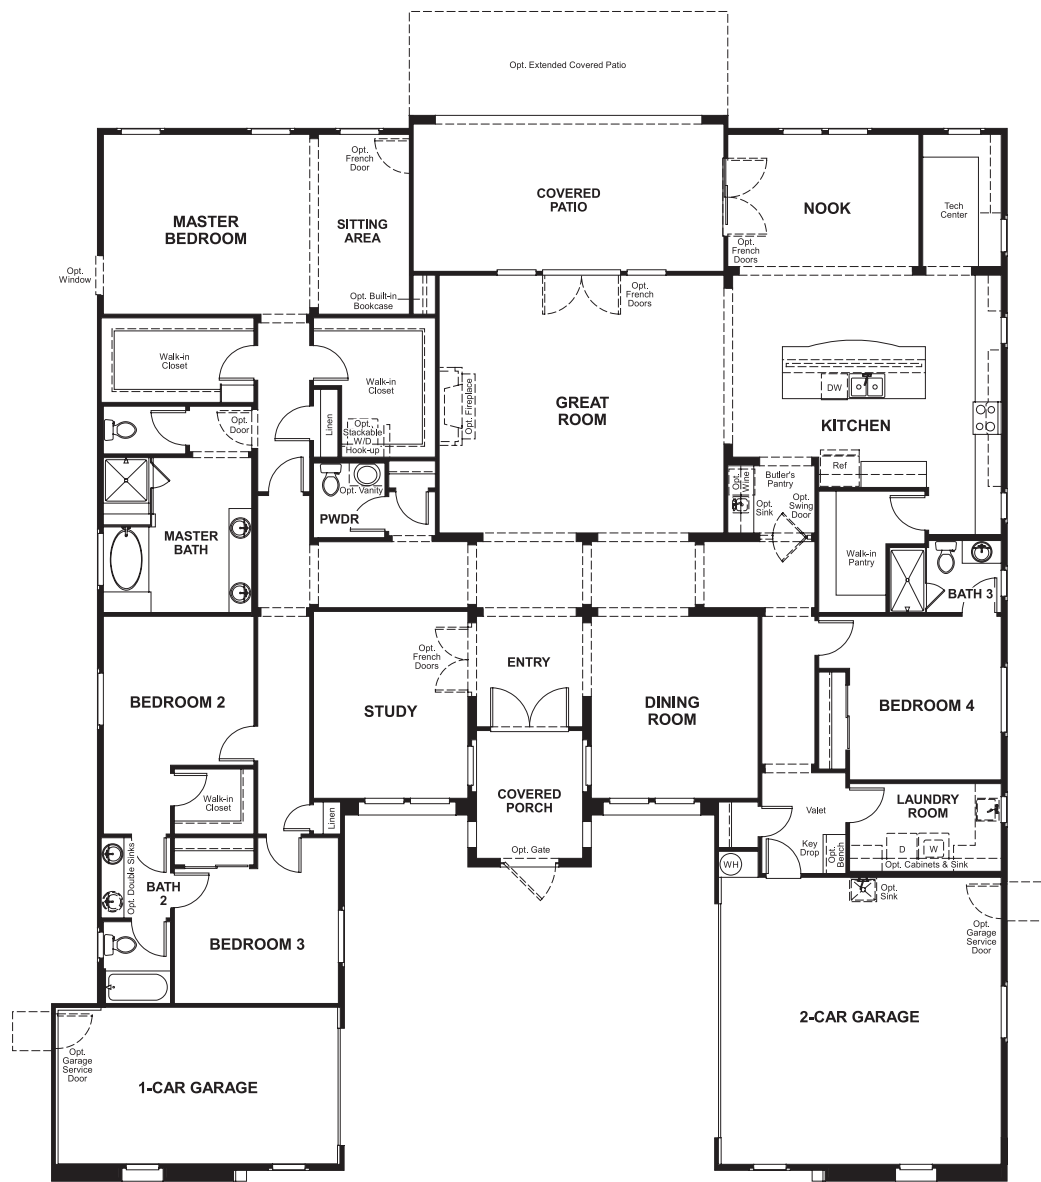 Opt. Extended Covered Patio
Opt.
French
Door
MASTER
BEDROOM
SITTING
AREA
COVERED
PATIO
NOOK
Tech
Center
Opt.
French
Doors
Opt.
Window
Opt. Built-in
Bookcase
Opt.
French
Doors
Walk-in
Closet
Walk-in
Closet
Opt. Fireplace
GREAT
ROOM
DW
KITCHEN
Opt.
Door
Linen
Opt.
Stackable
W/D
Hook-up
Ref
Opt.
Wine
Butler's
Pantry
Opt.
Sink
Opt.
Swing
Door
Opt. Vanity
PWDR
MASTER
BATH
Walk-in
Pantry
BATH 3
Opt.
French
Doors
ENTRY
BEDROOM 2
STUDY
DINING
ROOM
BEDROOM 4
Walk-in
Closet
Linen
COVERED
PORCH
Valet
LAUNDRY
ROOM
Key
Drop
Opt.
Bench
D
W
Opt. Cabinets & Sink
Opt. Gate
WH
Opt. Double Sinks
BATH
2
Opt.
Sink
BEDROOM 3
Opt.
Garage
Service
Door
2-CAR GARAGE
Opt.
Garage
Service
Door
1-CAR GARAGE